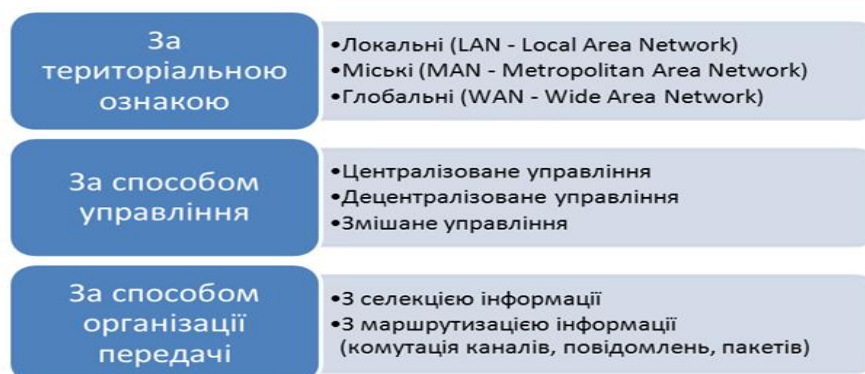 За
територіальною
ознакою
•Локальні (LAN - Local Area Network)
•Міські (MAN - Metropolitan Area Network)
•Глобальні (WAN - Wide Area Network)
За способом
управління
•Централізоване управління
•Децентралізоване управління
•Змішане управління
За способом
організації
передачі
•З селекцією інформації
•З маршрутизацією інформації
(комутація каналів, повідомлень, пакетів)